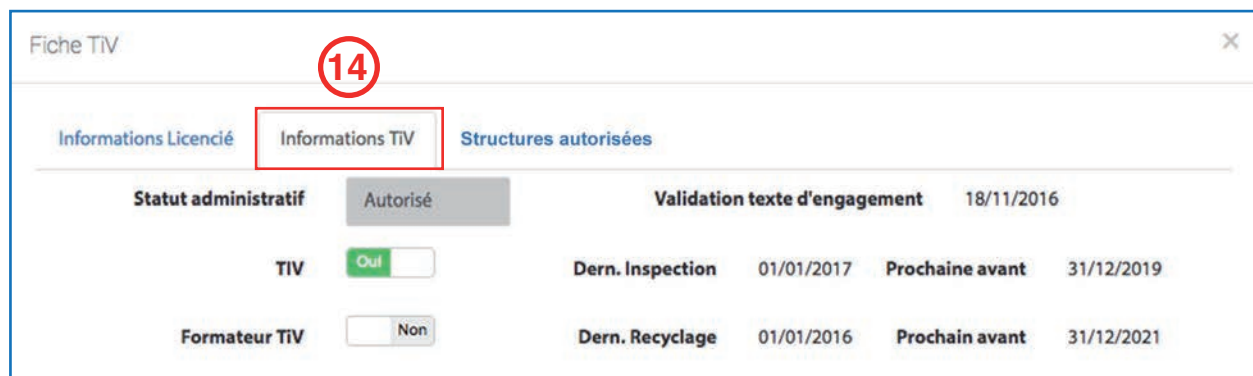 Fiche TiV ×
14
Informations Licencié Informations TiV Structures autorisées
Statut administratif Autorisé Validation texte d'engagement 18/11/2016
TIV Oui Dern. Inspection 01/01/2017 Prochaine avant 31/12/2019
Formateur TiV Non Dern. Recyclage 01/01/2016 Prochain avant 31/12/2021